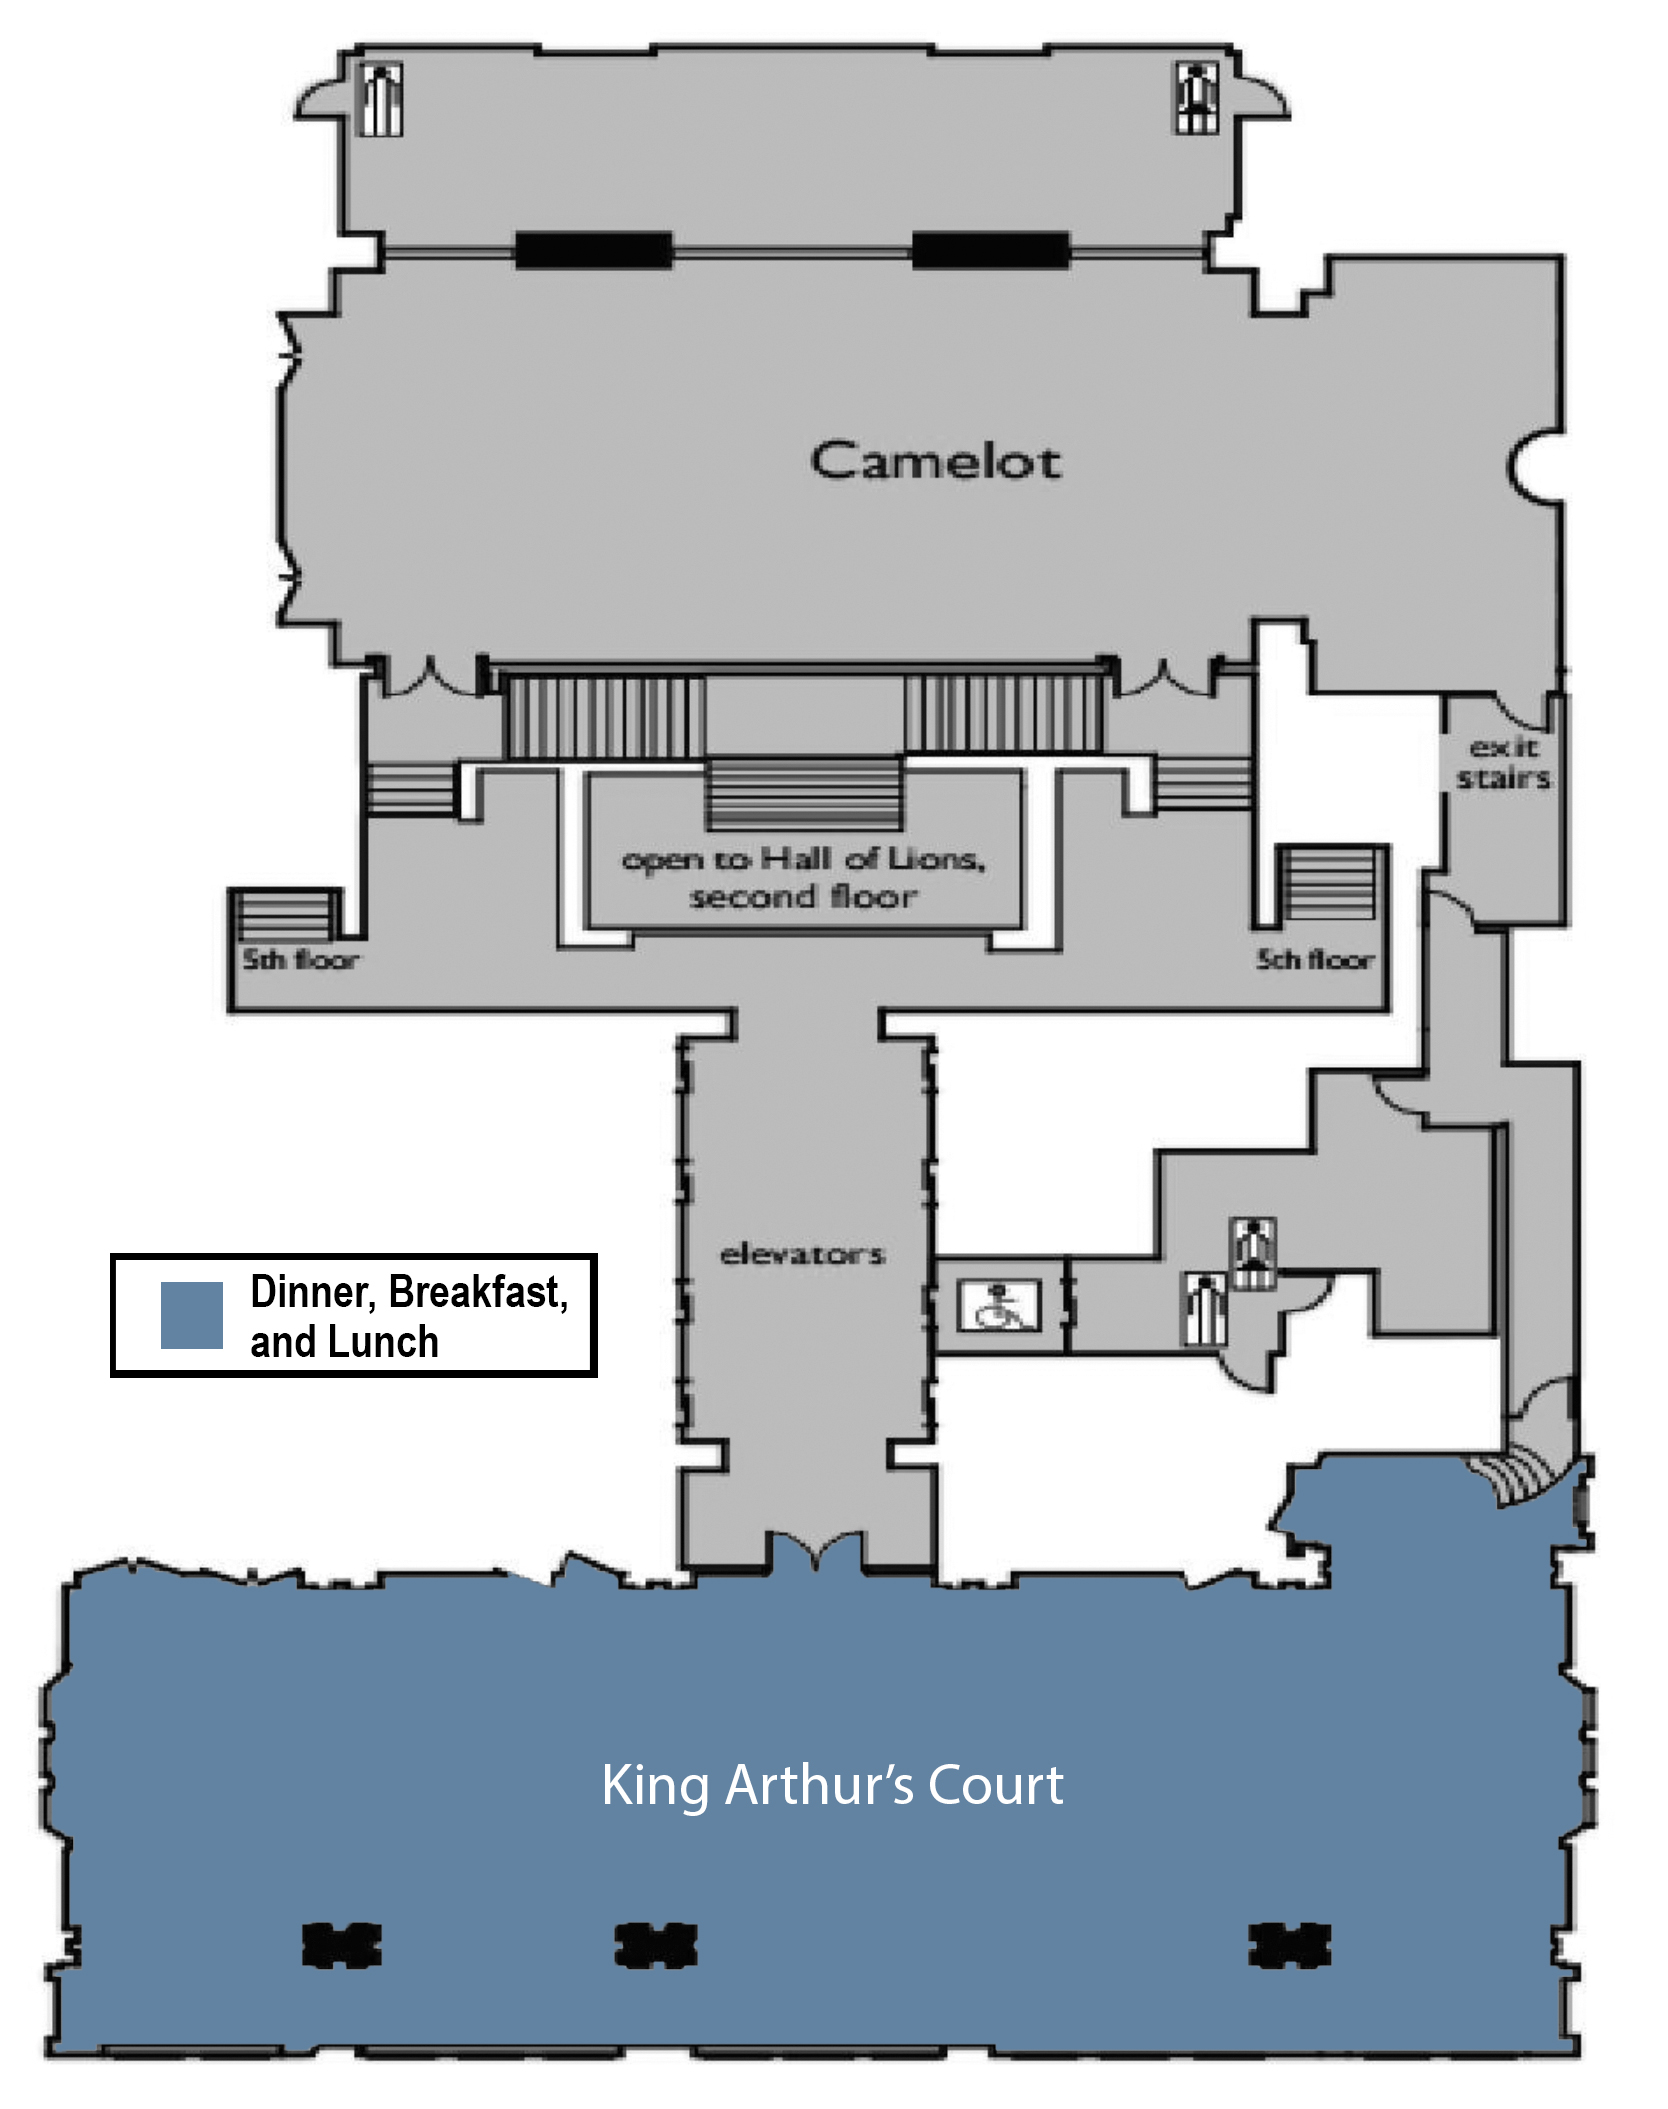 Camelot
exit
stairs
open to Hall of Lions,
second floor
5th floor
5th floor
elevators
Dinner, Breakfast,
and Lunch
King Arthur’s Court